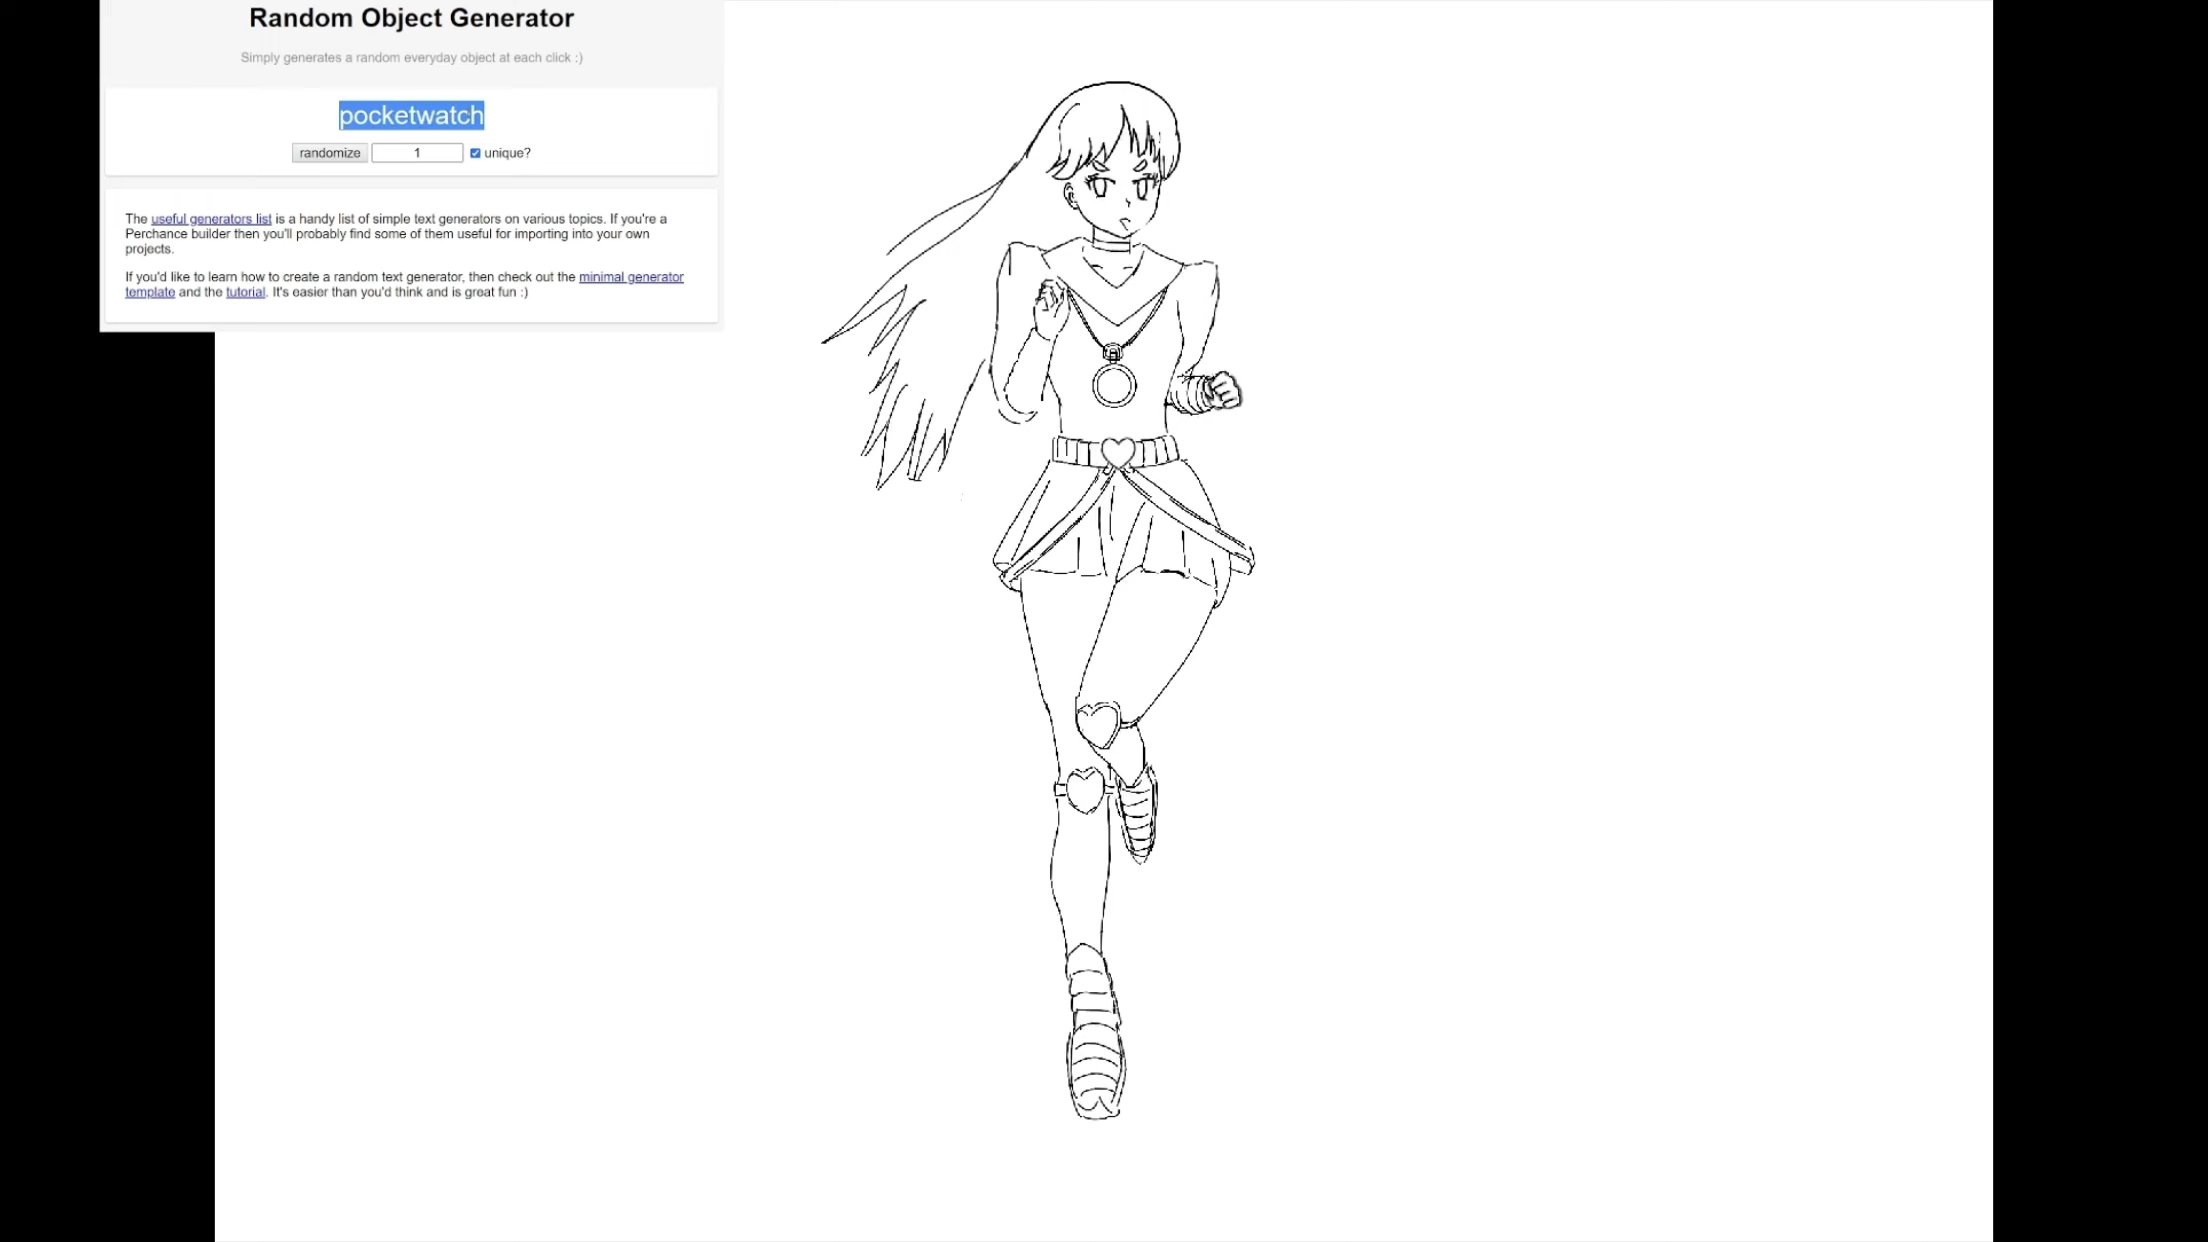 Random Object Generator
Simply generates a random everyday object at each click :)
pocketwatch
randomize 1 unique?
The useful generators list is a handy list of simple text generators on various topics. If you're a
Perchance builder then you'll probably find some of them useful for importing into your own
projects.
If you'd like to learn how to create a random text generator, then check out the minimal generator
template and the tutorial. It's easier than you'd think and is great fun :)